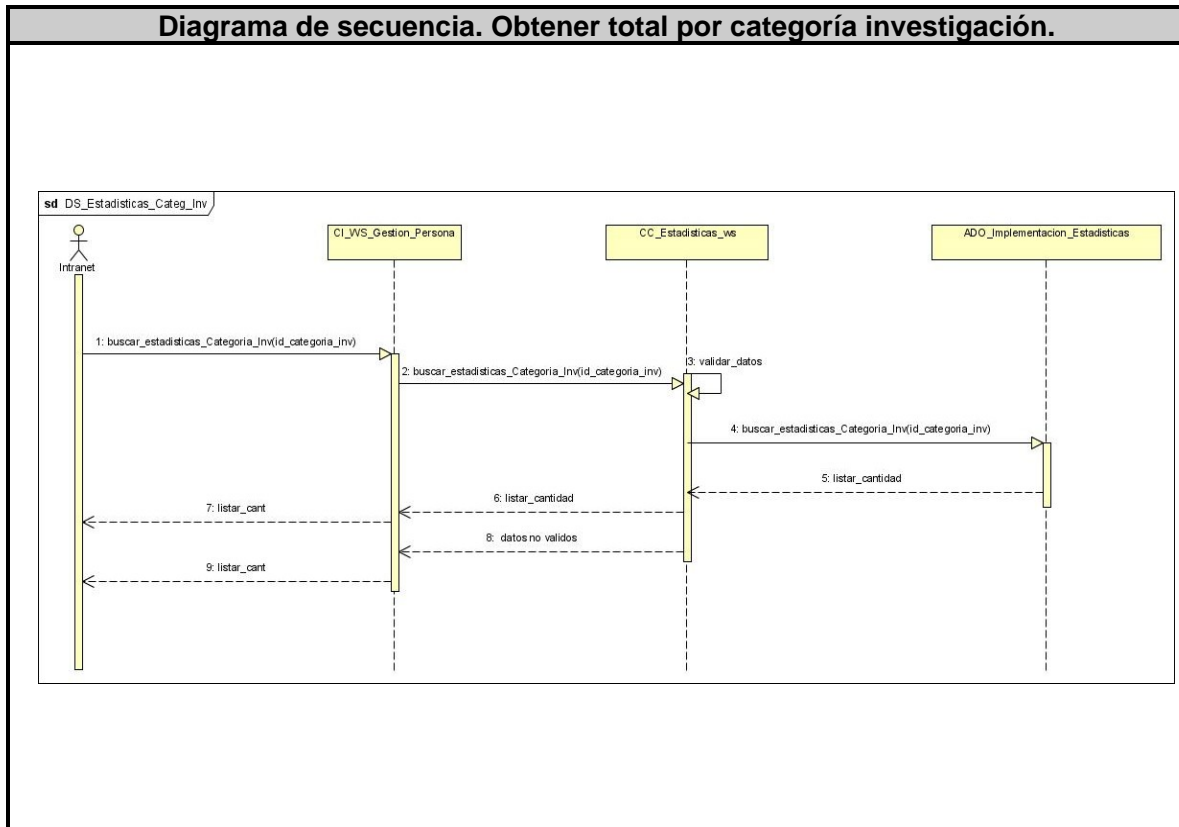 Diagrama de secuencia. Obtener total por categoría investigación.
sd DS_Estadisticas_Categ_Inv
Intranet
CI_WS_Gestion_Persona
CC_Estadisticas_ws
ADO_Implementacion_Estadisticas
1: buscar_estadisticas_Categoria_Inv(id_categoria_inv)
2: buscar_estadisticas_Categoria_Inv(id_categoria_inv)
3: validar_datos
4: buscar_estadisticas_Categoria_Inv(id_categoria_inv)
5: listar_cantidad
6: listar_cantidad
7: listar_cant
8: datos no validos
9: listar_cant